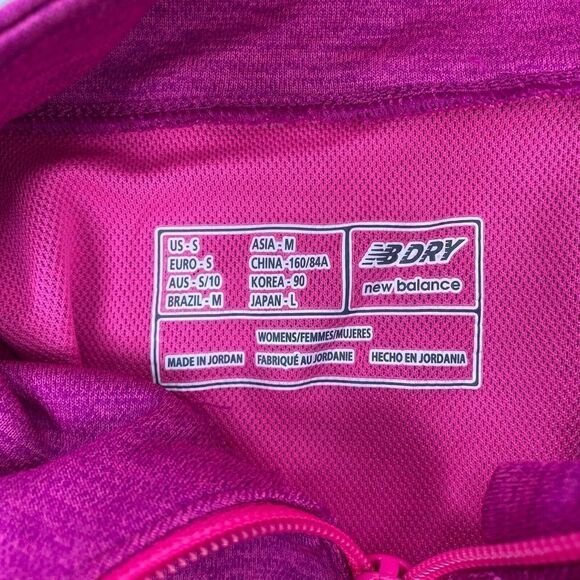 US - S ASIA - M
EURO - S CHINA -160/84A
AUS - S/10 KOREA - 90
BRAZIL - M JAPAN - L
NB DRY
new balance
WOMENS/FEMMES/MUJERES
MADE IN JORDAN FABRIQUÉ AU JORDANIE HECHO EN JORDANIA